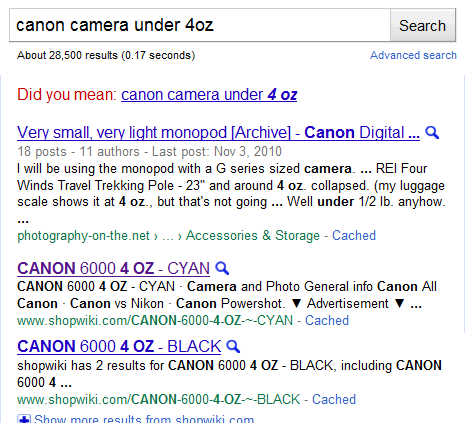 canon camera under 4oz Search
About 28,500 results (0.17 seconds) Advanced search
Did you mean: canon camera under 4 oz
Very small, very light monopod [Archive] - Canon Digital ...
18 posts - 11 authors - Last post: Nov 3, 2010
I will be using the monopod with a G series sized camera. ... REI Four
Winds Travel Trekking Pole - 23" and around 4 oz. collapsed. (my luggage
scale shows it at 4 oz., but that's not going ... Well under 1/2 lb. anyhow.
...
photography-on-the.net › ... › Accessories & Storage - Cached
CANON 6000 4 OZ - CYAN
CANON 6000 4 OZ - CYAN · Camera and Photo General info Canon All
Canon · Canon vs Nikon · Canon Powershot. ▼ Advertisement ▼ ...
www.shopwiki.com/CANON-6000-4-OZ-~-CYAN - Cached
CANON 6000 4 OZ - BLACK
shopwiki has 2 results for CANON 6000 4 OZ - BLACK, including CANON
6000 4 ...
www.shopwiki.com/CANON-6000-4-OZ-~-BLACK - Cached
Show more results from shopwiki.com